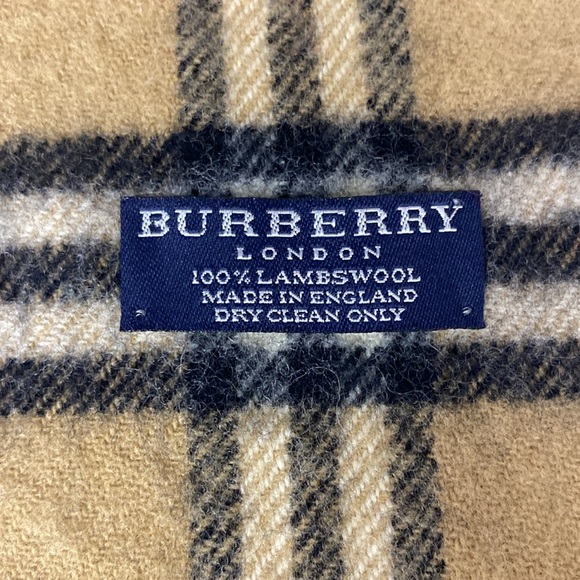 BURBERRY
LONDON
100% LAMBSWOOL
MADE IN ENGLAND
DRY CLEAN ONLY